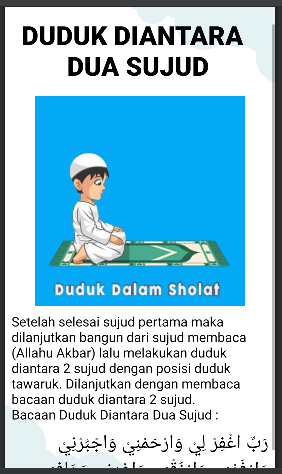 DUDUK DIANTARA
DUA SUJUD
Duduk Dalam Sholat
Setelah selesai sujud pertama maka
dilanjutkan bangun dari sujud membaca
(Allahu Akbar) lalu melakukan duduk
diantara 2 sujud dengan posisi duduk
tawaruk. Dilanjutkan dengan membaca
bacaan duduk diantara 2 sujud.
Bacaan Duduk Diantara Dua Sujud :
رَبِّ اغْفِرْ لِيْ وَارْحَمْنِيْ وَاجْبُرْنِيْ